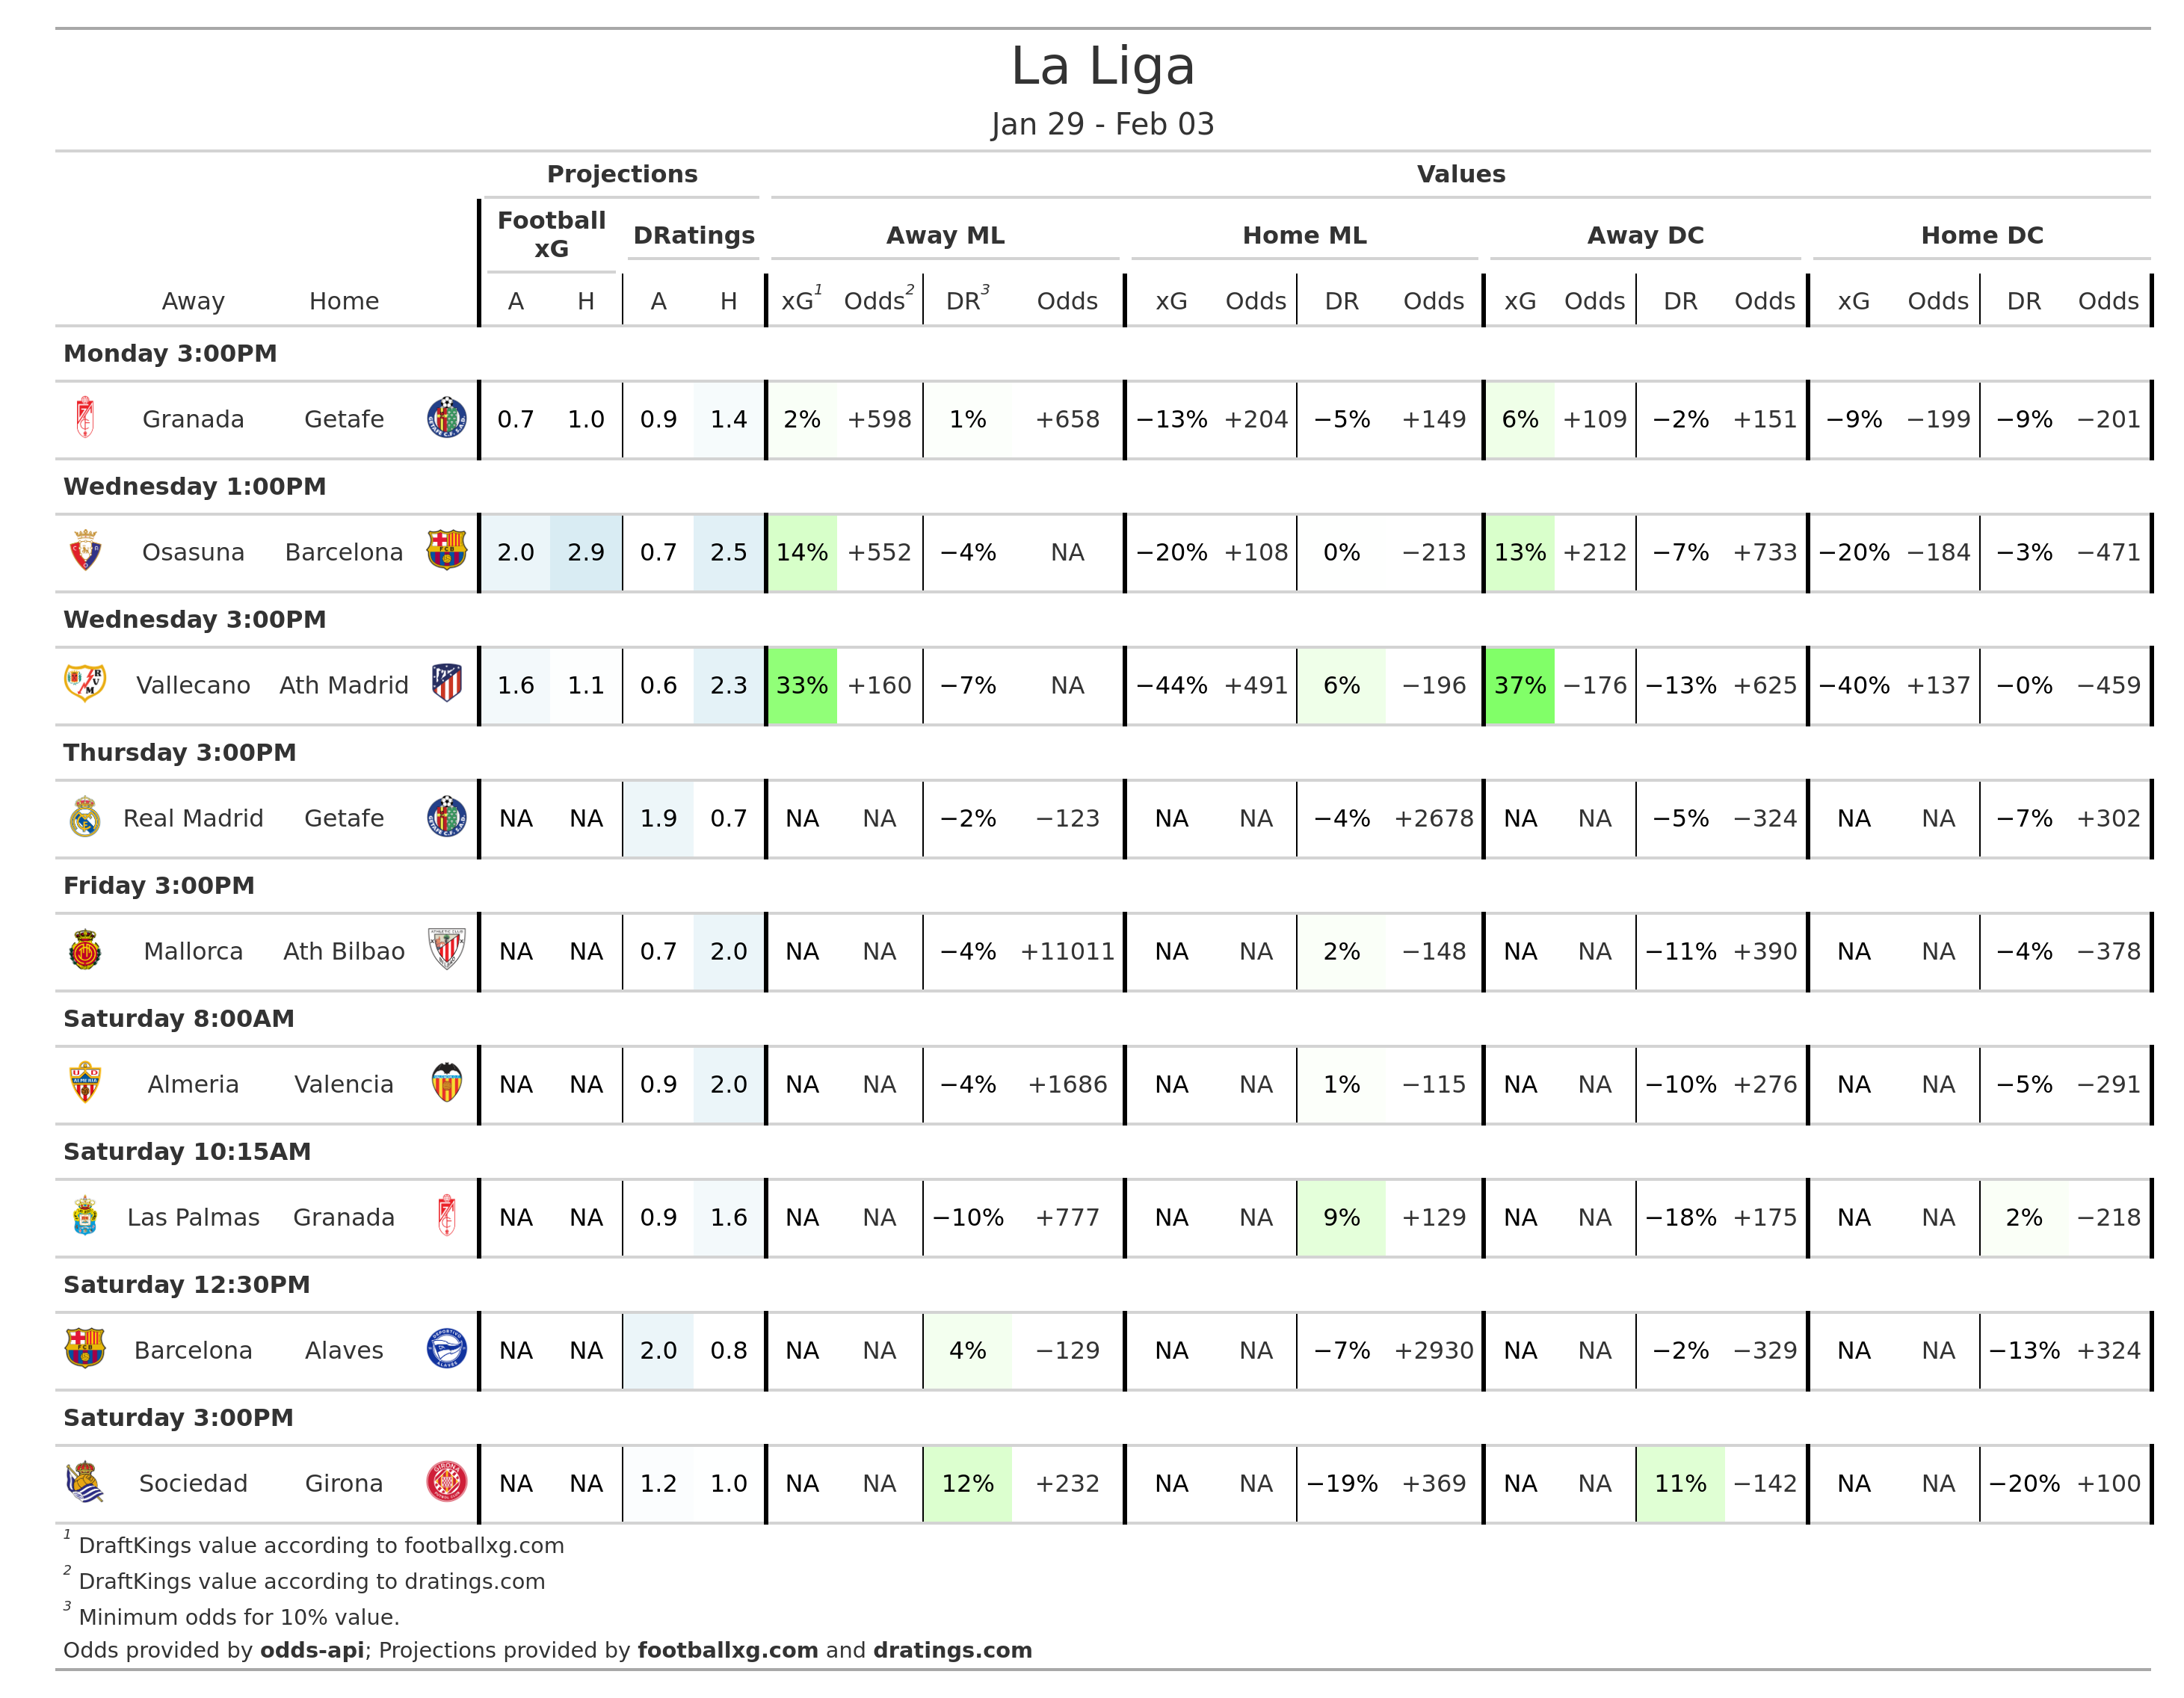 La Liga
Jan 29 - Feb 03
Projections Values
Football xG DRatings Away ML Home ML Away DC Home DC
Away Home A H A H xG1 Odds2 DR3 Odds xG Odds DR Odds xG Odds DR Odds xG Odds DR Odds
Monday 3:00PM
Granada Getafe 0.7 1.0 0.9 1.4 2% +598 1% +658 −13% +204 −5% +149 6% +109 −2% +151 −9% −199 −9% −201
Wednesday 1:00PM
Osasuna Barcelona 2.0 2.9 0.7 2.5 14% +552 −4% NA −20% +108 0% −213 13% +212 −7% +733 −20% −184 −3% −471
Wednesday 3:00PM
Vallecano Ath Madrid 1.6 1.1 0.6 2.3 33% +160 −7% NA −44% +491 6% −196 37% −176 −13% +625 −40% +137 −0% −459
Thursday 3:00PM
Real Madrid Getafe NA NA 1.9 0.7 NA NA −2% −123 NA NA −4% +2678 NA NA −5% −324 NA NA −7% +302
Friday 3:00PM
Mallorca Ath Bilbao NA NA 0.7 2.0 NA NA −4% +11011 NA NA 2% −148 NA NA −11% +390 NA NA −4% −378
Saturday 8:00AM
Almeria Valencia NA NA 0.9 2.0 NA NA −4% +1686 NA NA 1% −115 NA NA −10% +276 NA NA −5% −291
Saturday 10:15AM
Las Palmas Granada NA NA 0.9 1.6 NA NA −10% +777 NA NA 9% +129 NA NA −18% +175 NA NA 2% −218
Saturday 12:30PM
Barcelona Alaves NA NA 2.0 0.8 NA NA 4% −129 NA NA −7% +2930 NA NA −2% −329 NA NA −13% +324
Saturday 3:00PM
Sociedad Girona NA NA 1.2 1.0 NA NA 12% +232 NA NA −19% +369 NA NA 11% −142 NA NA −20% +100
1 DraftKings value according to footballxg.com
2 DraftKings value according to dratings.com
3 Minimum odds for 10% value.
Odds provided by odds-api; Projections provided by footballxg.com and dratings.com